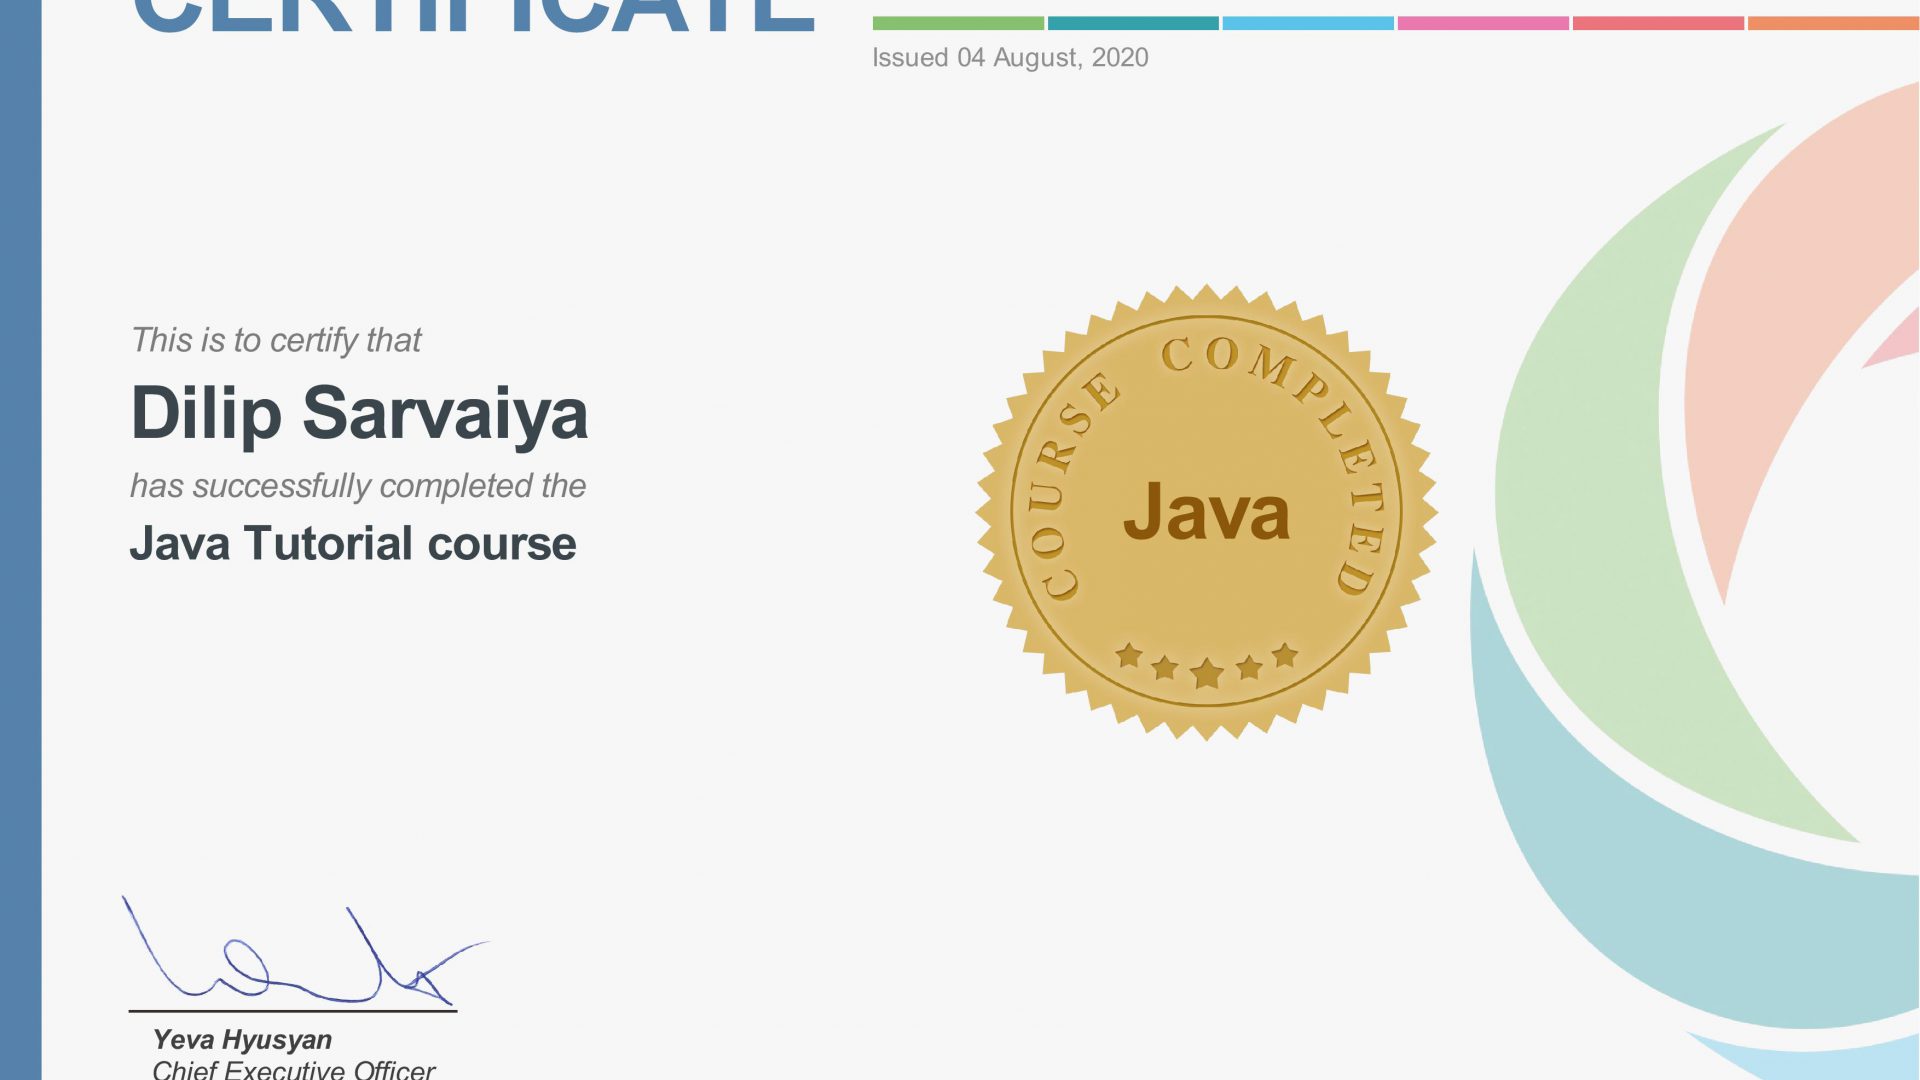 CERTIFICATE
Issued 04 August, 2020
This is to certify that
Dilip Sarvaiya
has successfully completed the
Java Tutorial course
COURSE COMPLETED
Java
Yeva Hyusyan
Chief Executive Officer